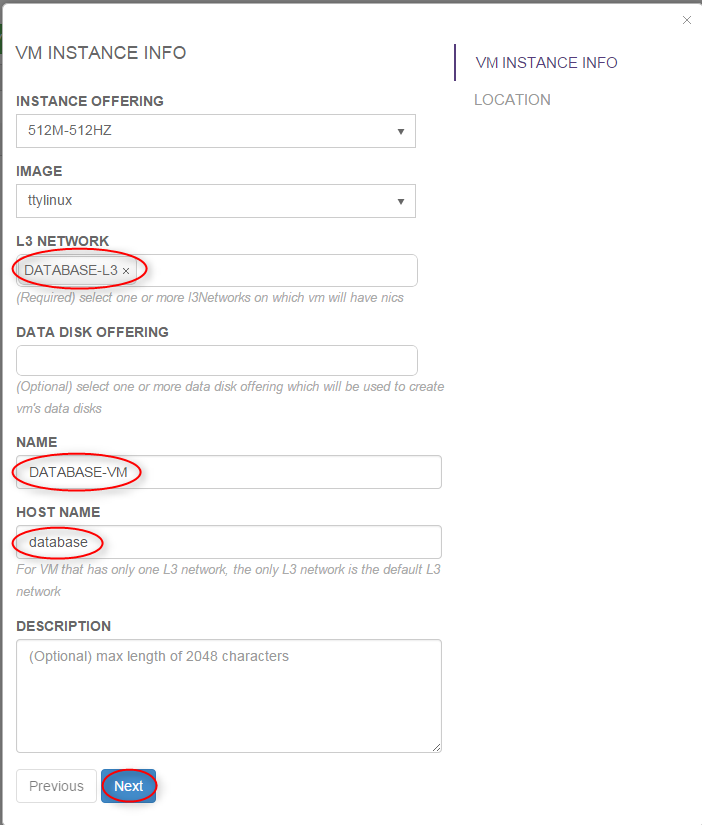 VM INSTANCE INFO
VM INSTANCE INFO
LOCATION
INSTANCE OFFERING
512M-512HZ
IMAGE
ttylinux
L3 NETWORK
DATABASE-L3 ×
(Required) select one or more l3Networks on which vm will have nics
DATA DISK OFFERING
(Optional) select one or more data disk offering which will be used to create
vm's data disks
NAME
DATABASE-VM
HOST NAME
database
For VM that has only one L3 network, the only L3 network is the default L3
network
DESCRIPTION
(Optional) max length of 2048 characters
Previous Next